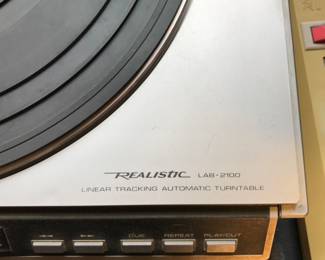 REALISTIC LAB-2100
LINEAR TRACKING AUTOMATIC TURNTABLE
CUE REPEAT PLAY/CUT